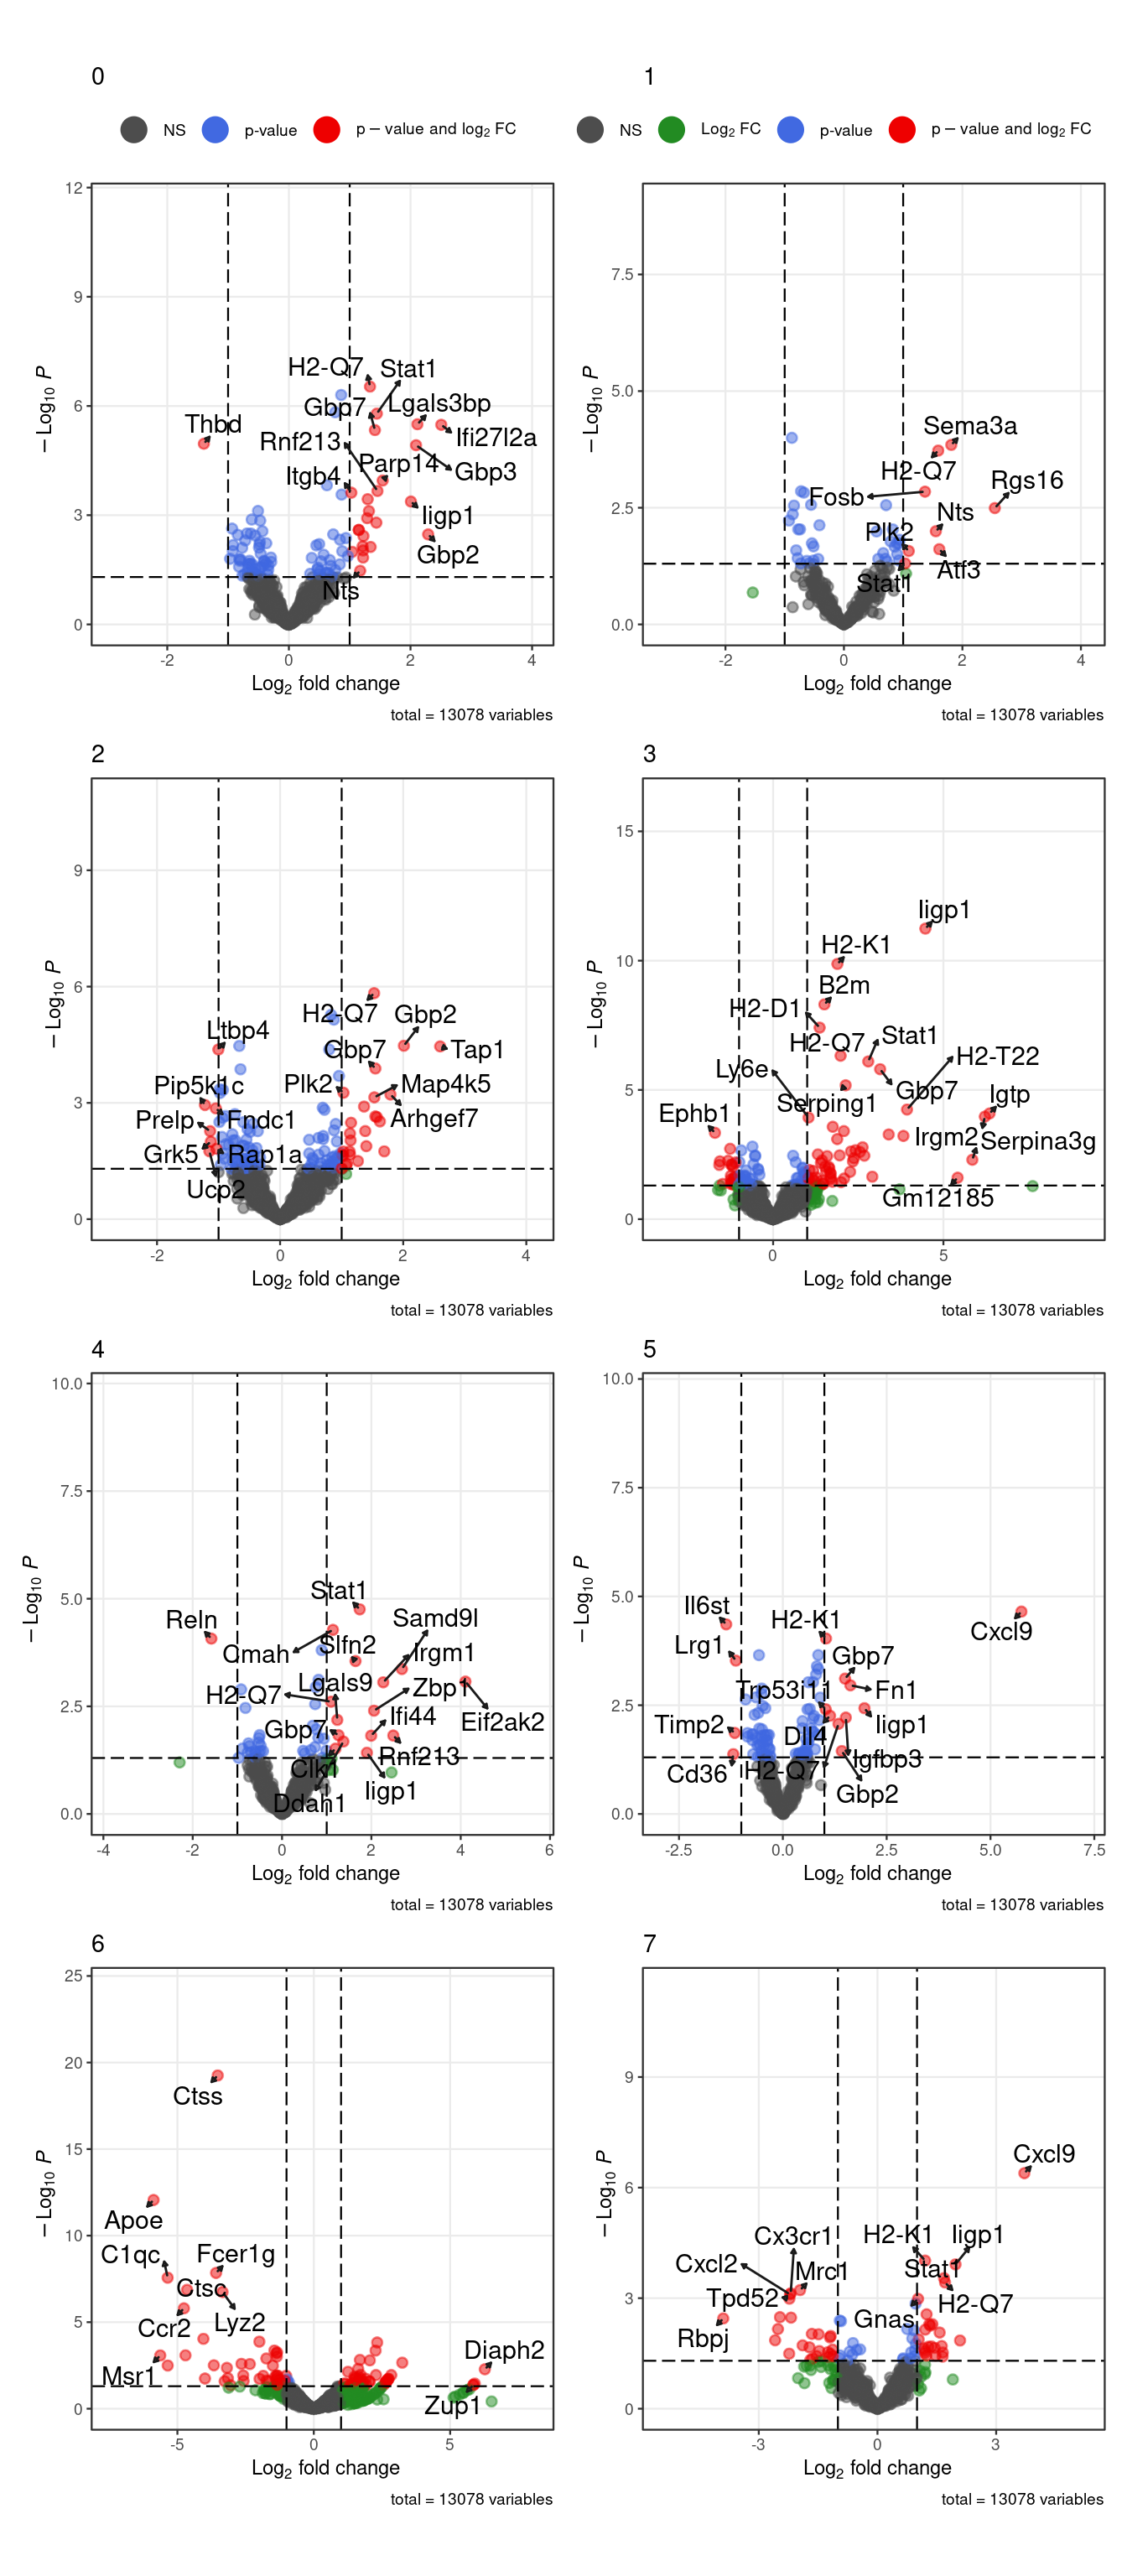 0
1
NS p-value p − value and log2 FC
NS Log2 FC p-value p − value and log2 FC
12
9
6
3
0
− Log10 P
H2-Q7
Stat1
Gbp7
Lgals3bp
Thbd
Rnf213
Ifi27l2a
Parp14
Gbp3
Itgb4
Iigp1
Gbp2
Nts
-2 0 2 4
Log2 fold change
total = 13078 variables
7.5
5.0
2.5
0.0
− Log10 P
Sema3a
H2-Q7
Rgs16
Fosb
Nts
Plk2
Atf3
Stat1
-2 0 2 4
Log2 fold change
total = 13078 variables
2
9
6
3
0
− Log10 P
H2-Q7
Gbp2
Ltbp4
Gbp7
Tap1
Pip5k1c
Plk2
Map4k5
Prelp
Fndc1
Arhgef7
Grk5
Rap1a
Ucp2
-2 0 2 4
Log2 fold change
total = 13078 variables
3
15
10
5
0
− Log10 P
Iigp1
H2-K1
B2m
H2-D1
H2-Q7
Stat1
H2-T22
Ly6e
Gbp7
Igtp
Serping1
Ephb1
Irgm2
Serpina3g
Gm12185
0 5
Log2 fold change
total = 13078 variables
4
10.0
7.5
5.0
2.5
0.0
− Log10 P
Stat1
Reln
Samd9l
Cmah
Slfn2
Irgm1
H2-Q7
Lgals9
Zbp1
Gbp7
Ifi44
Eif2ak2
Clk1
Rnf213
Ddah1
Iigp1
-4 -2 0 2 4 6
Log2 fold change
total = 13078 variables
5
10.0
7.5
5.0
2.5
0.0
− Log10 P
Il6st
H2-K1
Cxcl9
Lrg1
Gbp7
Trp53i11
Fn1
Timp2
Dll4
Iigp1
Cd36
H2-Q7
Igfbp3
Gbp2
-2.5 0.0 2.5 5.0 7.5
Log2 fold change
total = 13078 variables
6
25
20
15
10
5
0
− Log10 P
Ctss
Apoe
C1qc
Fcer1g
Ctsc
Ccr2
Lyz2
Msr1
Diaph2
Zup1
-5 0 5
Log2 fold change
total = 13078 variables
7
9
6
3
0
− Log10 P
Cxcl9
Cx3cr1
H2-K1
Iigp1
Cxcl2
Mrc1
Stat1
Tpd52
H2-Q7
Rbpj
Gnas
-3 0 3
Log2 fold change
total = 13078 variables